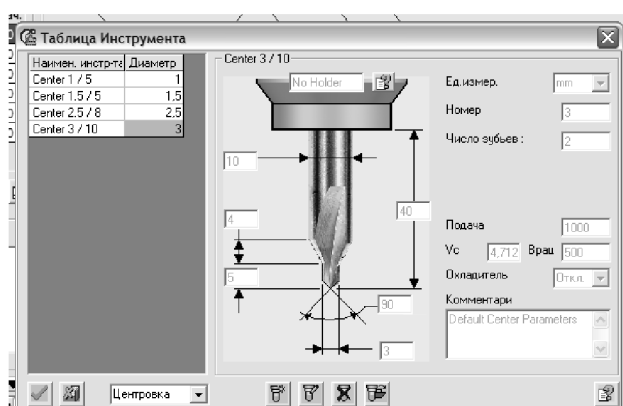 Таблица Инструмента
Наимен. инстр-та Диаметр
Center 1 / 5 1
Center 1.5 / 5 1.5
Center 2.5 / 8 2.5
Center 3 / 10 3
Center 3 / 10
No Holder
10
4
5
40
90
3
Ед.измер. mm
Номер 3
Число зубьев : 2
Подача 1000
Vc 4,712 Вращ 500
Охладитель Откл.
Комментари
Default Center Parameters
Центровка